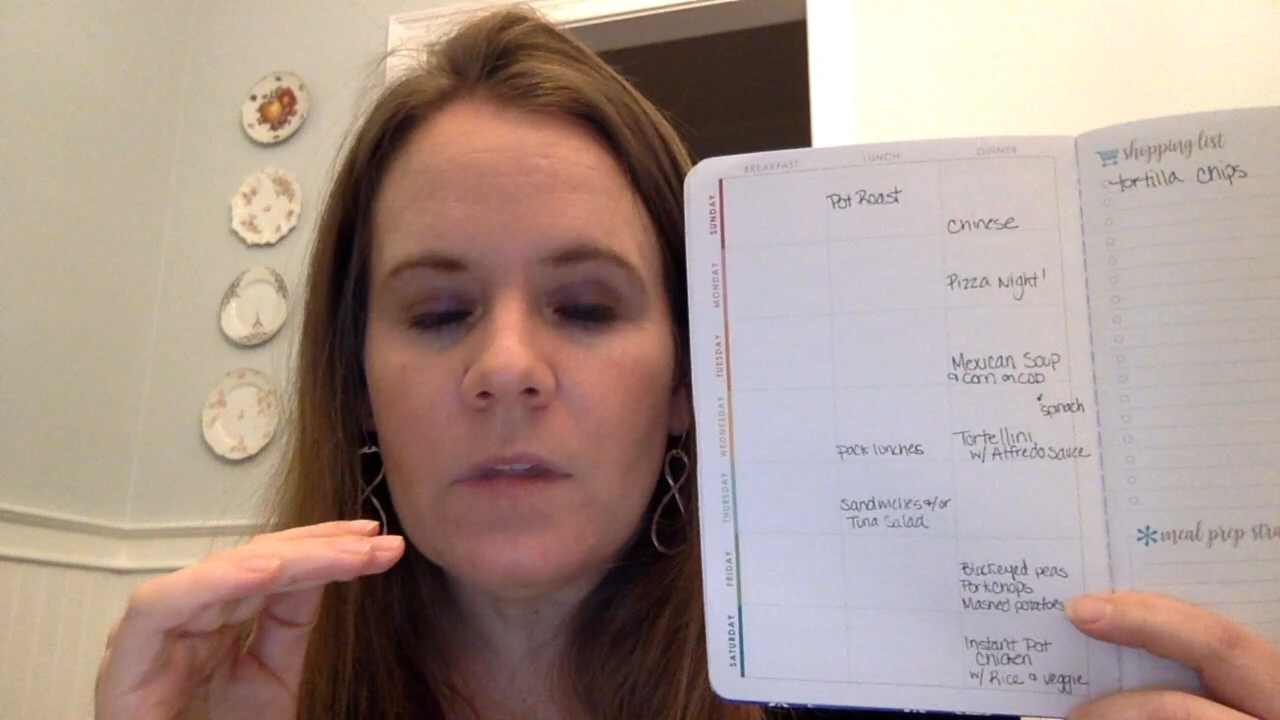 BREAKFAST LUNCH DINNER
SUNDAY
Pot Roast
Chinese
MONDAY
Pizza Night!
TUESDAY
Mexican Soup
& corn on cob
WEDNESDAY
pack lunches
spinach
Tortellini
w/ Alfredo Sauce
THURSDAY
Sandwiches &/or
Tuna Salad
FRIDAY
Blackeyed peas
Porkchops
Mashed potatoes
SATURDAY
Instant Pot
Chicken
w/ Rice & veggie
shopping list
tortilla chips
meal prep